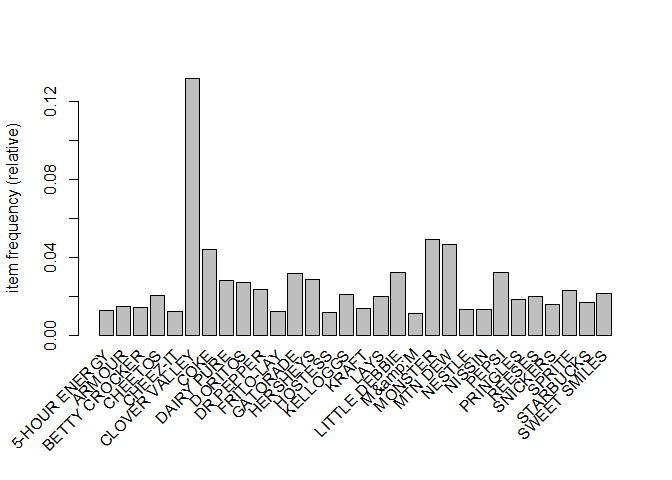 item frequency (relative)
0.12
0.08
0.04
0.00
5-HOUR ENERGY
ARMOUR
BETTY CROCKER
CHEETOS
CHEEZ-IT
CLOVER VALLEY
COKE
DAIRY PURE
DORITOS
DR PEPPER
FRITO-LAY
GATORADE
HERSHEYS
HOSTESS
KELLOGGS
KRAFT
LAYS
LITTLE DEBBIE
M&amp;M
MONSTER
MTN DEW
NESTLE
NISSIN
PEPSI
PRINGLES
REESES
SNICKERS
SPRITE
STARBUCKS
SWEET SMILES